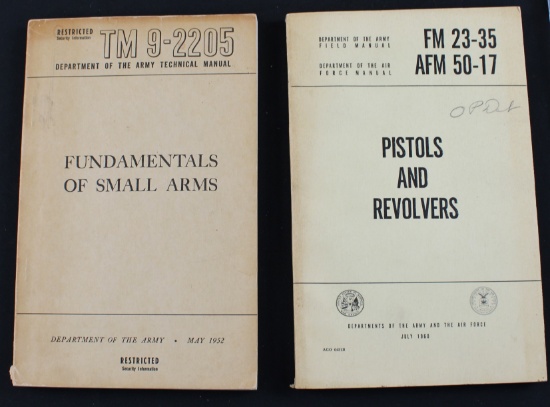 RESTRICTED
Security Information
TM 9-2205
DEPARTMENT OF THE ARMY TECHNICAL MANUAL
FUNDAMENTALS
OF SMALL ARMS
DEPARTMENT OF THE ARMY • MAY 1952
RESTRICTED
Security Information
DEPARTMENT OF THE ARMY
FIELD MANUAL
FM 23-35
DEPARTMENT OF THE AIR
FORCE MANUAL
AFM 50-17
PISTOLS
AND
REVOLVERS
DEPARTMENTS OF THE ARMY AND THE AIR FORCE
JULY 1960